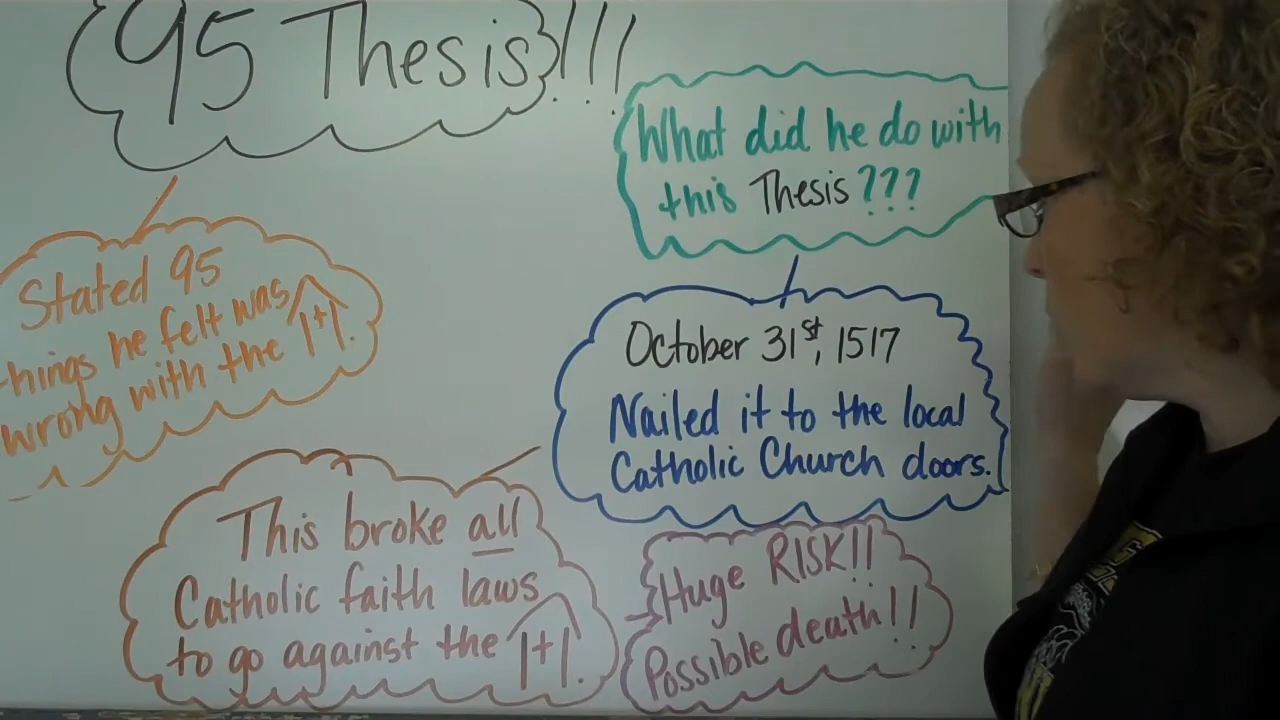 95 Thesis!!!
What did he do with
this Thesis???
Stated 95
things he felt was
wrong with the
October 31st, 1517
Nailed it to the local
Catholic Church doors.
This broke all
Catholic faith laws
to go against the
Huge RISK!!
Possible death!!